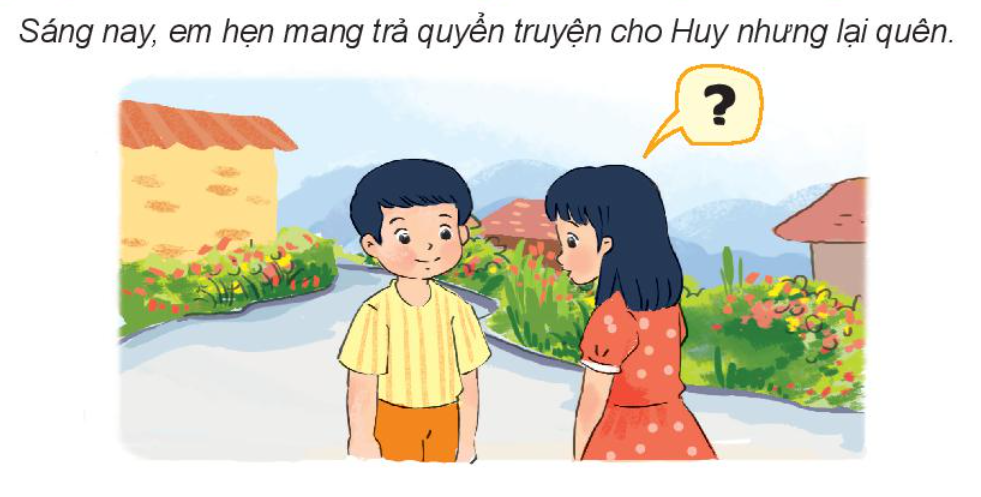 Sáng nay, em hẹn mang trả quyển truyện cho Huy nhưng lại quên.
?